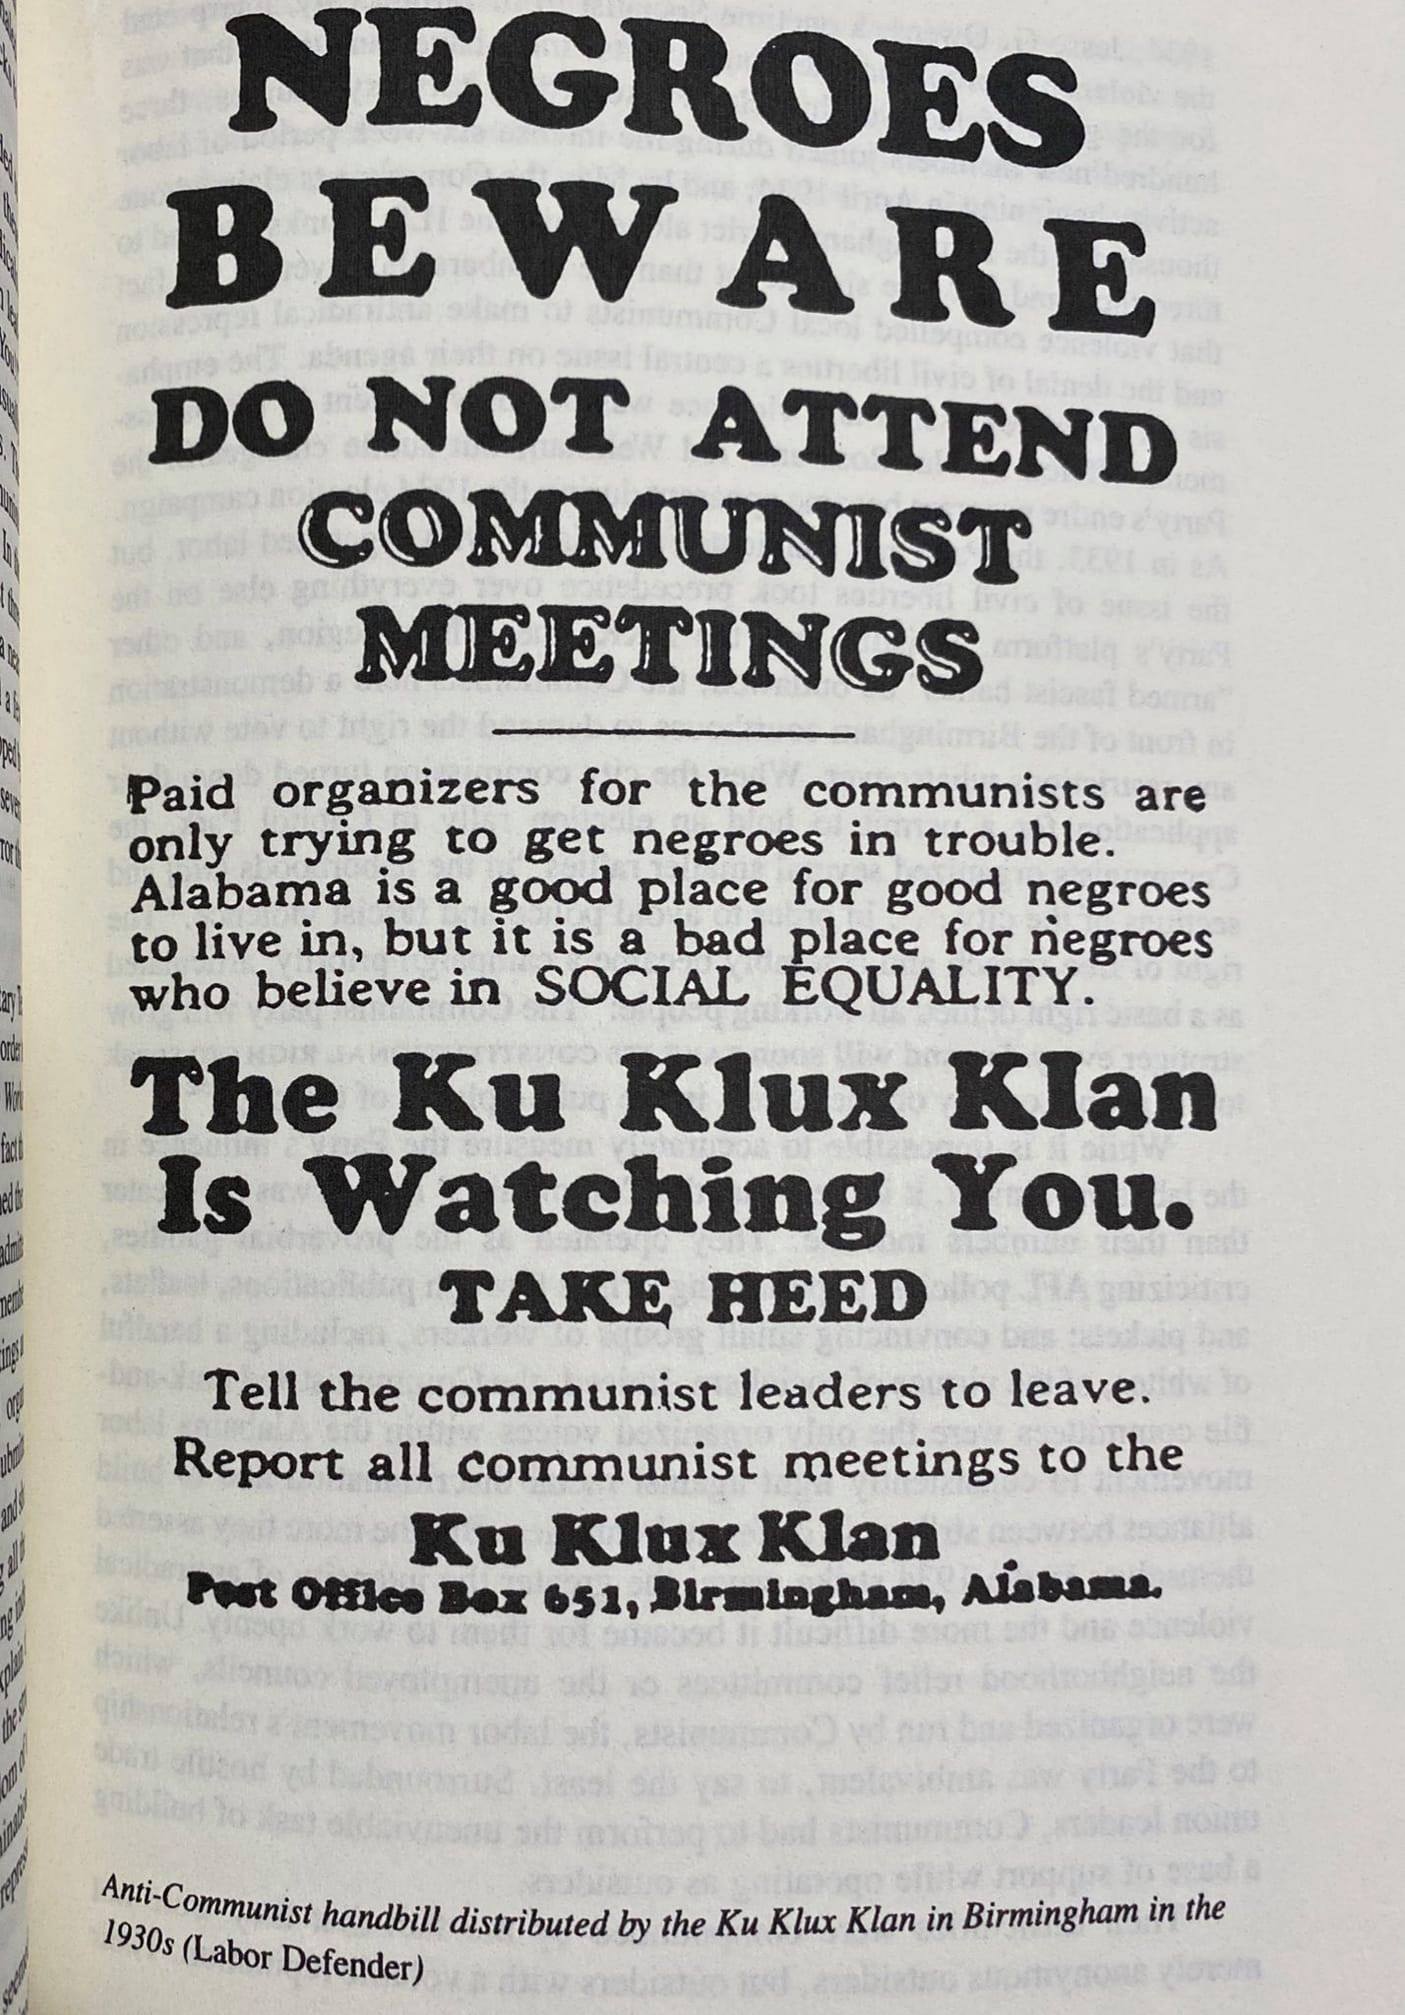 NEGROES
BEWARE
DO NOT ATTEND
COMMUNIST
MEETINGS
Paid organizers for the communists are
only trying to get negroes in trouble.
Alabama is a good place for good negroes
to live in, but it is a bad place for negroes
who believe in SOCIAL EQUALITY.
The Ku Klux Klan
Is Watching You.
TAKE HEED
Tell the communist leaders to leave.
Report all communist meetings to the
Ku Klux Klan
Post Office Box 651, Birmingham, Alabama.
Anti-Communist handbill distributed by the Ku Klux Klan in Birmingham in the
1930s (Labor Defender)